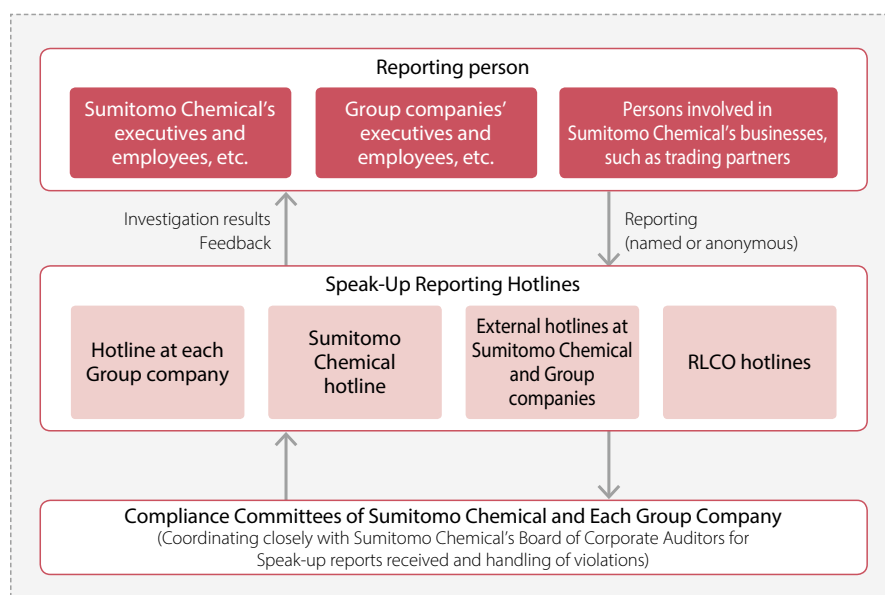 Reporting person
Sumitomo Chemical's
executives and
employees, etc.
Group companies'
executives and
employees, etc.
Persons involved in
Sumitomo Chemical's businesses,
such as trading partners
Investigation results
Feedback
Reporting
(named or anonymous)
Speak-Up Reporting Hotlines
Hotline at each
Group company
Sumitomo
Chemical
hotline
External hotlines at
Sumitomo Chemical
and Group
companies
RLCO hotlines
Compliance Committees of Sumitomo Chemical and Each Group Company
(Coordinating closely with Sumitomo Chemical's Board of Corporate Auditors for
Speak-up reports received and handling of violations)